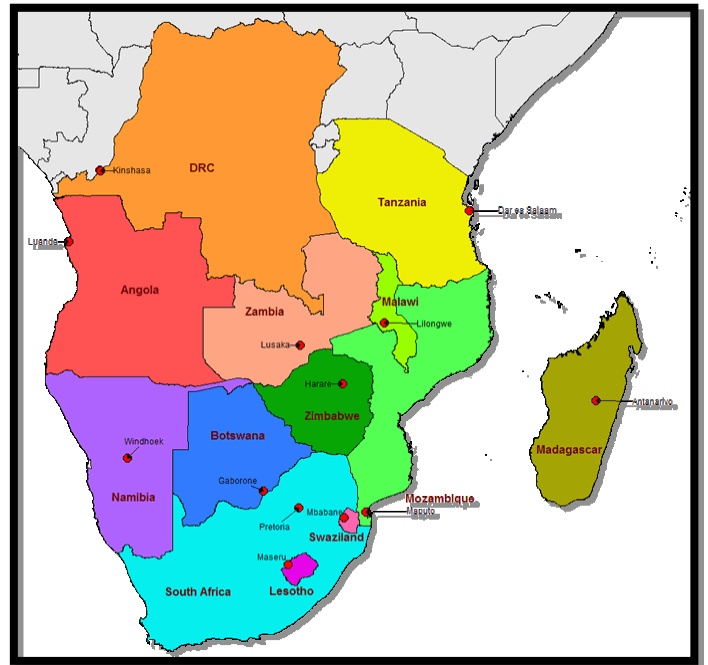 Kinshasa
DRC
Tanzania
Dar es Salaam
Luanda
Angola
Malawi
Zambia
Lilongwe
Lusaka
Harare
Antanarivo
Zimbabwe
Botswana
Windhoek
Madagascar
Gaborone
Namibia
Mozambique
Mbabane
Maputo
Pretoria
Swaziland
Maseru
South Africa
Lesotho